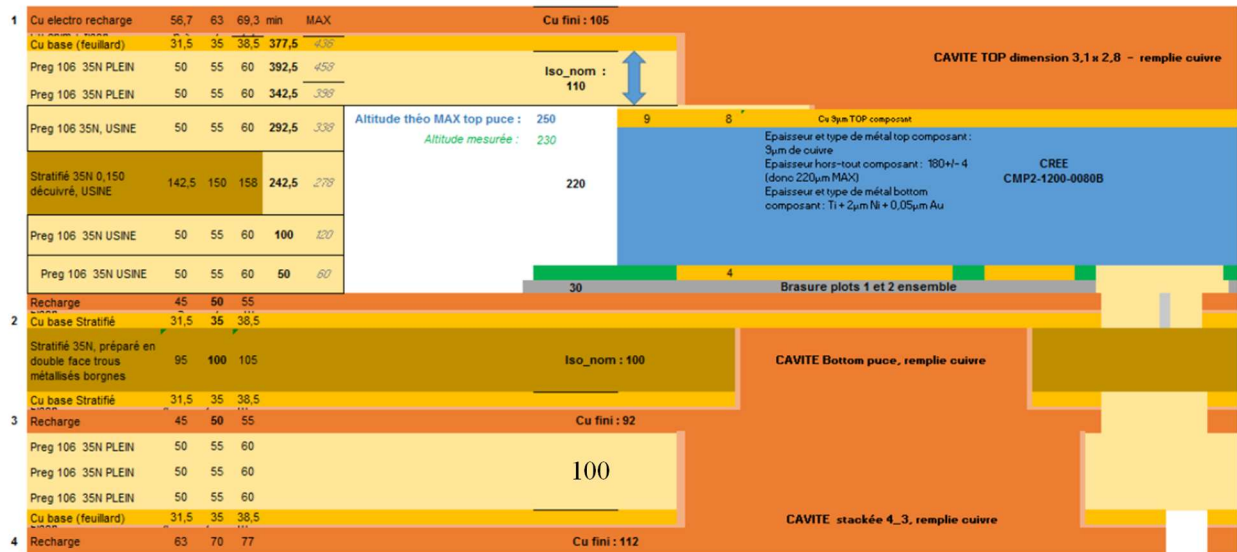 1 Cu electro recharge 56,7 63 69,3 min MAX Cu fini : 105
Cu base (feuillard) 31,5 35 38,5 377,5 436
CAVITE TOP dimension 3,1 x 2,8 - remplie cuivre
Preg 106 35N PLEIN 50 55 60 392,5 458
Iso_nom :
110
Preg 106 35N PLEIN 50 55 60 342,5 398
Altitude théo MAX top puce : 250 9 8 Cu 9µm TOP composant
Preg 106 35N, USINE 50 55 60 292,5 338
Altitude mesurée : 230
Epaisseur et type de métal top composant :
9µm de cuivre
Epaisseur hors-tout composant : 180+/- 4
(donc 220µm MAX)
Epaisseur et type de métal bottom
composant : Ti + 2µm Ni + 0,05µm Au
CREE
CMP2-1200-0080B
Stratifié 35N 0,150
décuivré, USINE
142,5 150 158 242,5 278
220
Preg 106 35N USINE 50 55 60 100 120
Preg 106 35N USINE 50 55 60 50 60
4
30 Brasure plots 1 et 2 ensemble
Recharge 45 50 55
2 Cu base Stratifié 31,5 35 38,5
Stratifié 35N, préparé en
double face trous
métallisés borgnes
95 100 105
Iso_nom : 100
CAVITE Bottom puce, remplie cuivre
Cu base Stratifié 31,5 35 38,5
3 Recharge 45 50 55 Cu fini : 92
Preg 106 35N PLEIN 50 55 60
Preg 106 35N PLEIN 50 55 60
100
Preg 106 35N PLEIN 50 55 60
Cu base (feuillard) 31,5 35 38,5
CAVITE stackée 4_3, remplie cuivre
4 Recharge 63 70 77 Cu fini : 112